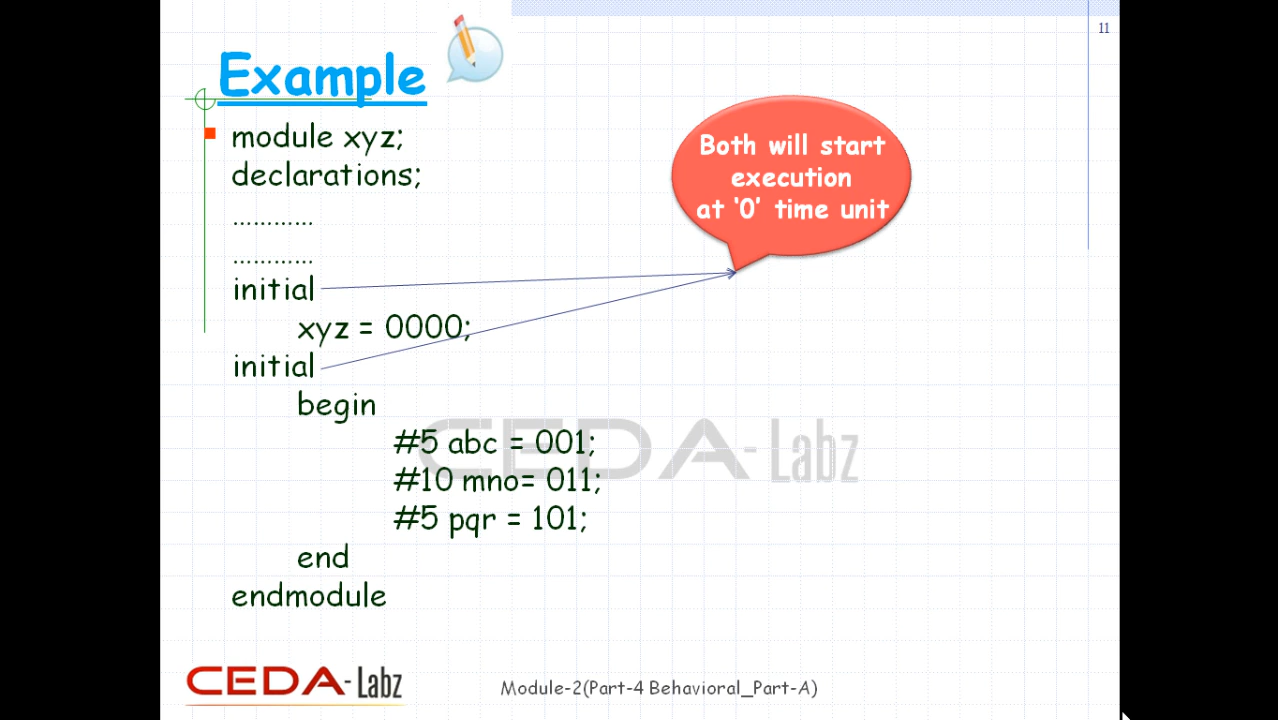 11
Example
module xyz;
declarations;
…………
…………
initial
xyz = 0000;
initial
begin
#5 abc = 001;
#10 mno= 011;
#5 pqr = 101;
end
endmodule
Both will start
execution
at ‘0’ time unit
CEDA-Labz
CEDA-Labz
Module-2(Part-4 Behavioral_Part-A)